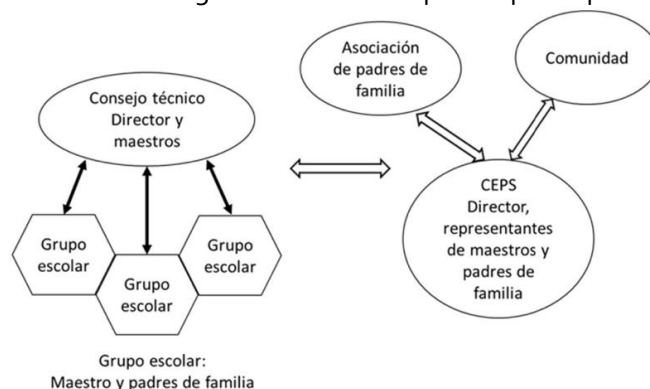 Consejo técnico
Director y
maestros
Grupo
escolar
Grupo
escolar
Grupo
escolar
Grupo escolar:
Maestro y padres de familia
Asociación
de padres de
familia
Comunidad
CEPS
Director,
representantes
de maestros y
padres de
familia